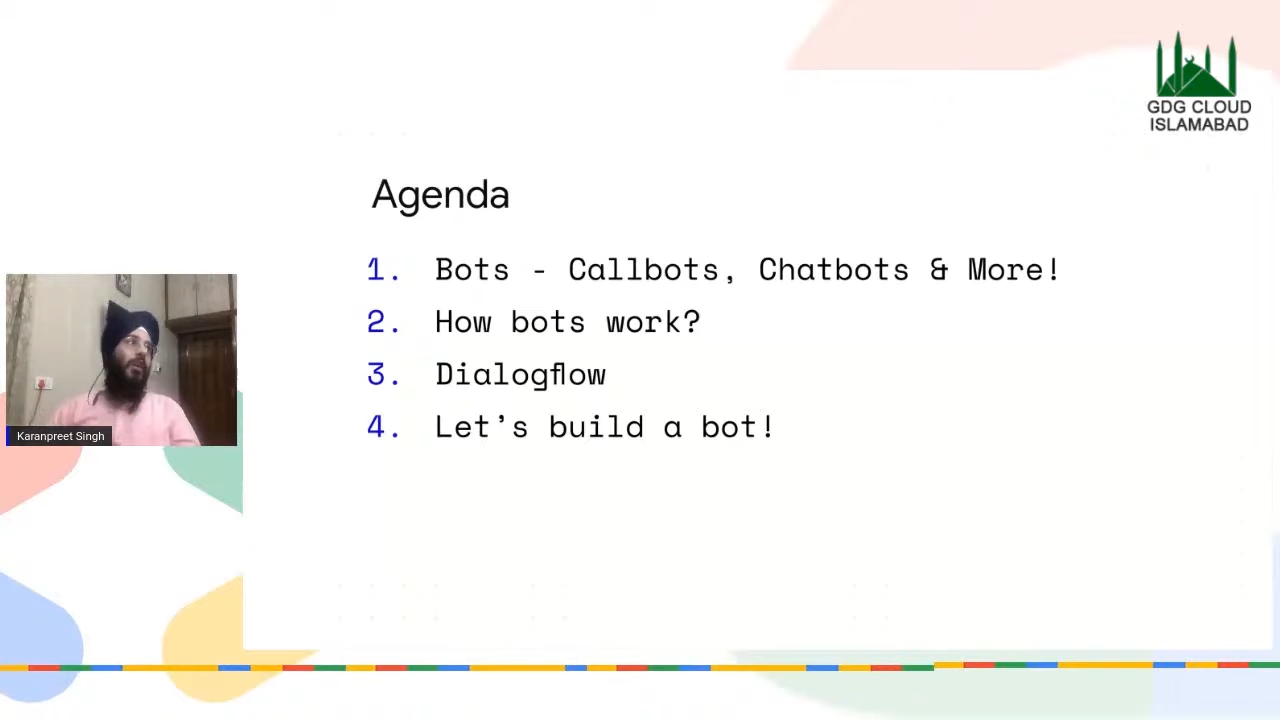 GDG CLOUD
ISLAMABAD
Agenda
1. Bots - Callbots, Chatbots & More!
2. How bots work?
3. Dialogflow
4. Let’s build a bot!
Karanpreet Singh